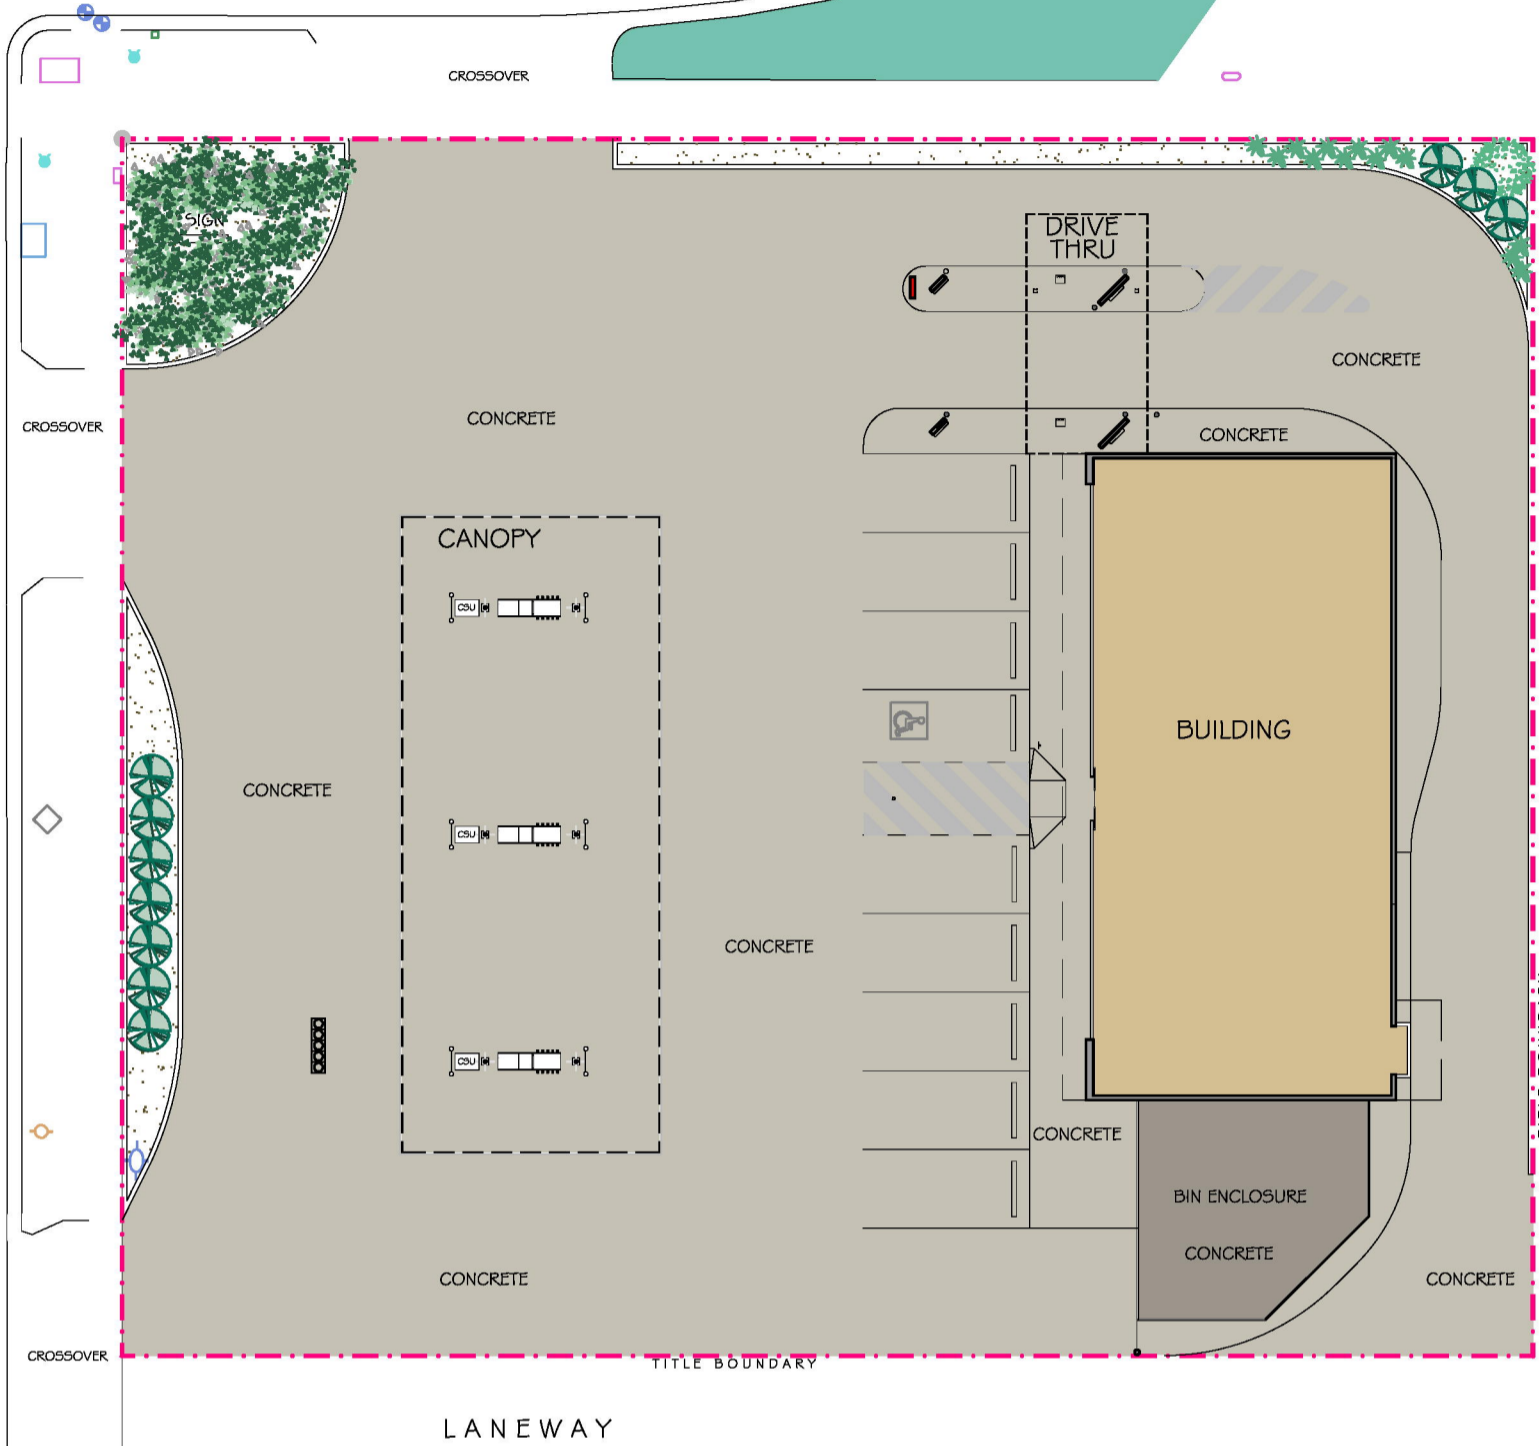 CROSSOVER
SIGN
DRIVE
THRU
CONCRETE
CONCRETE
CROSSOVER
CONCRETE
CANOPY
CSU
BUILDING
CONCRETE
CSU
CONCRETE
CSU
CONCRETE
BIN ENCLOSURE
CONCRETE
CONCRETE
CONCRETE
CROSSOVER
TITLE BOUNDARY
LANEWAY